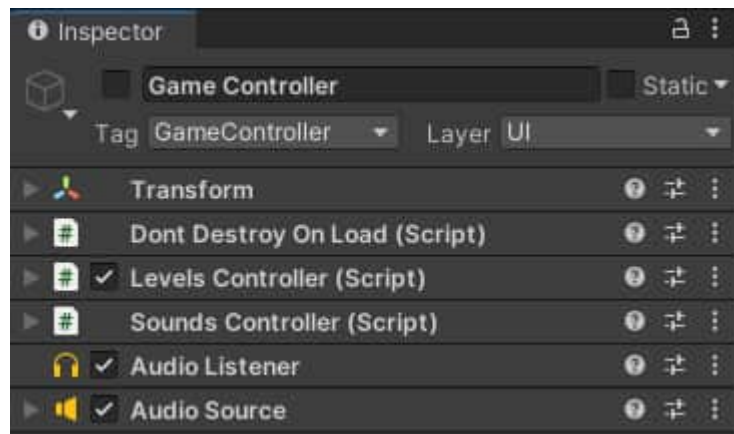 Inspector
Game Controller Static
Tag GameController Layer UI
Transform
Dont Destroy On Load (Script)
Levels Controller (Script)
Sounds Controller (Script)
Audio Listener
Audio Source